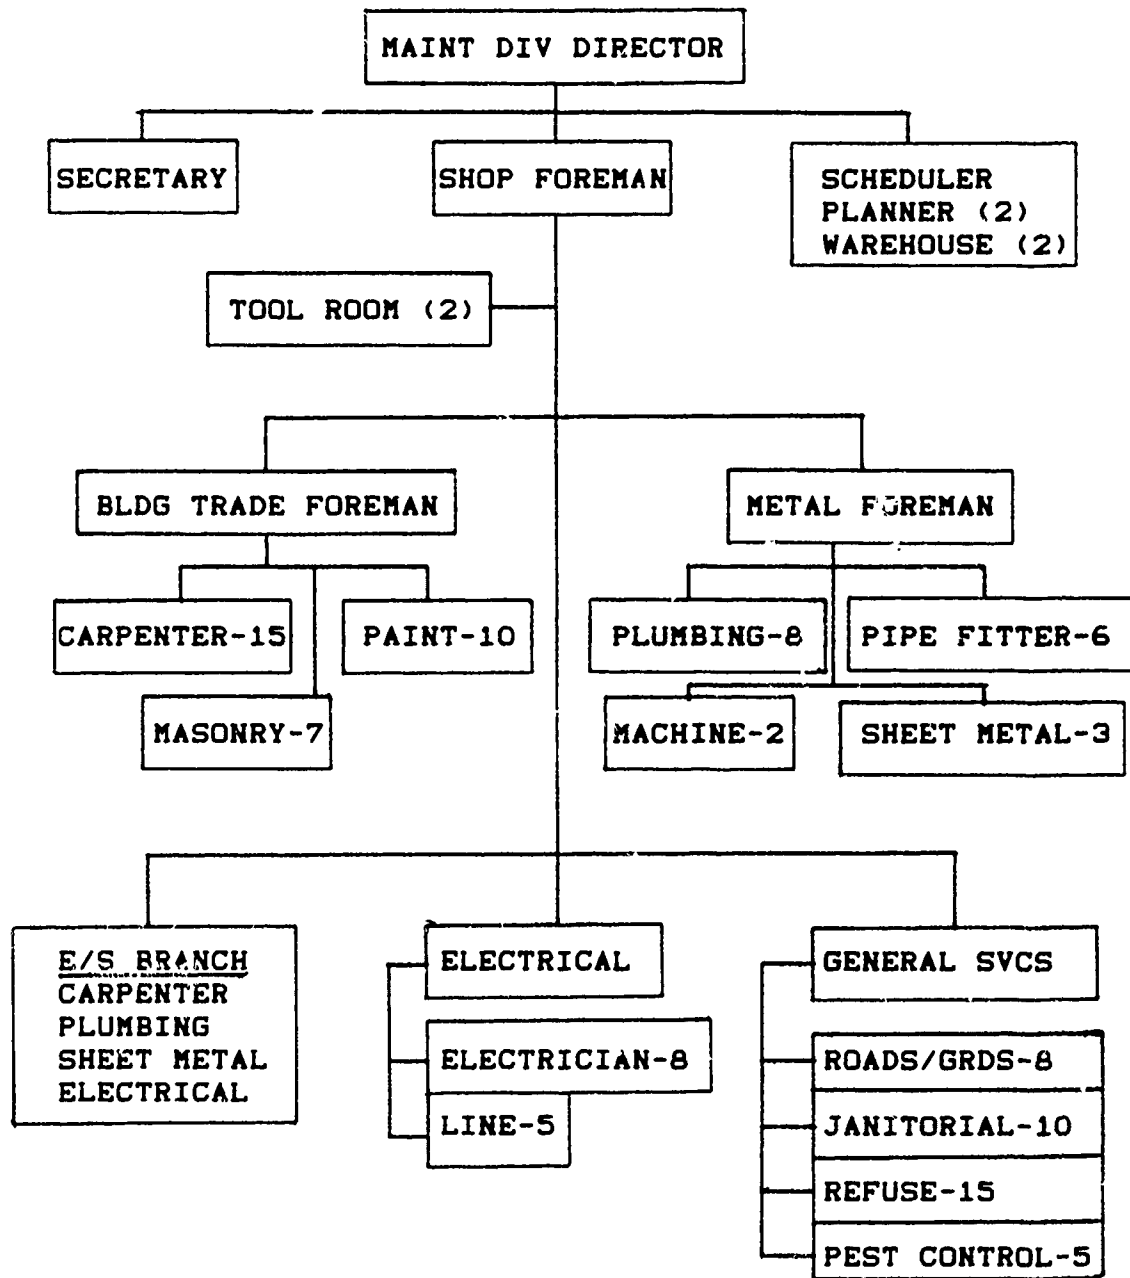 MAINT DIV DIRECTOR
SECRETARY
SHOP FOREMAN
SCHEDULER
PLANNER (2)
WAREHOUSE (2)
TOOL ROOM (2)
BLDG TRADE FOREMAN
METAL FOREMAN
CARPENTER-15
PAINT-10
PLUMBING-8
PIPE FITTER-6
MASONRY-7
MACHINE-2
SHEET METAL-3
E/S BRANCH
CARPENTER
PLUMBING
SHEET METAL
ELECTRICAL
ELECTRICAL
ELECTRICIAN-8
LINE-5
GENERAL SVCS
ROADS/GRDS-8
JANITORIAL-10
REFUSE-15
PEST CONTROL-5